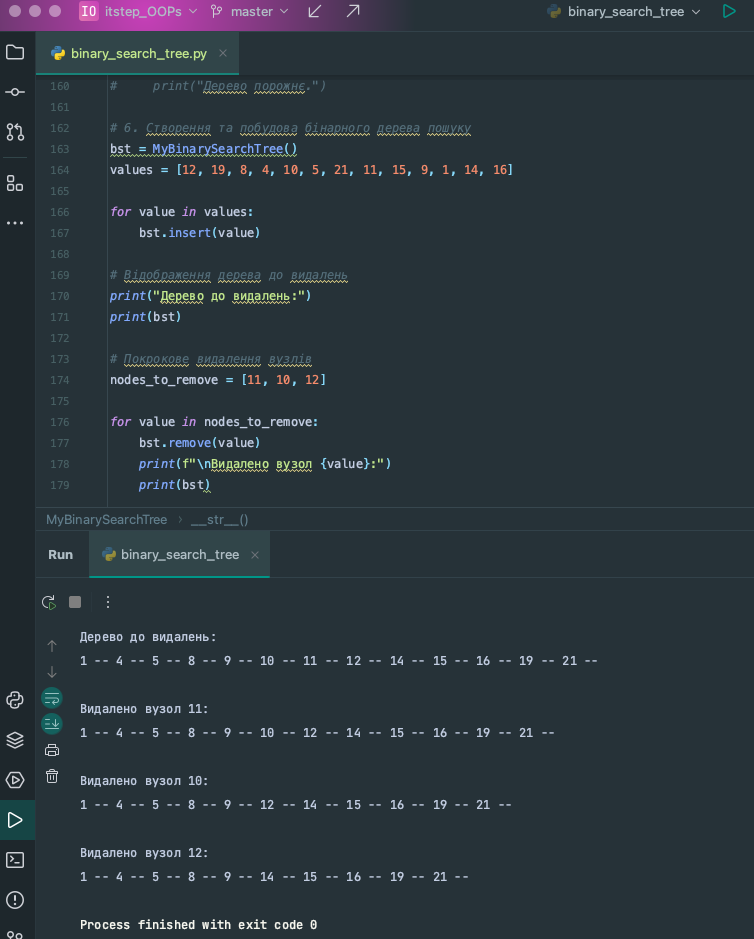 IO itstep_OOPs master binary_search_tree
binary_search_tree.py ×
160 #     print("Дерево порожнє.")
161
162 # 6. Створення та побудова бінарного дерева пошуку
163 bst = MyBinarySearchTree()
164 values = [12, 19, 8, 4, 10, 5, 21, 11, 15, 9, 1, 14, 16]
165
166 for value in values:
167     bst.insert(value)
168
169 # Відображення дерева до видалень
170 print("Дерево до видалень:")
171 print(bst)
172
173 # Покрокове видалення вузлів
174 nodes_to_remove = [11, 10, 12]
175
176 for value in nodes_to_remove:
177     bst.remove(value)
178     print(f"\nВидалено вузол {value}:")
179     print(bst)
MyBinarySearchTree > __str__()
Run binary_search_tree ×
Дерево до видалень:
1 -- 4 -- 5 -- 8 -- 9 -- 10 -- 11 -- 12 -- 14 -- 15 -- 16 -- 19 -- 21 --
Видалено вузол 11:
1 -- 4 -- 5 -- 8 -- 9 -- 10 -- 12 -- 14 -- 15 -- 16 -- 19 -- 21 --
Видалено вузол 10:
1 -- 4 -- 5 -- 8 -- 9 -- 12 -- 14 -- 15 -- 16 -- 19 -- 21 --
Видалено вузол 12:
1 -- 4 -- 5 -- 8 -- 9 -- 14 -- 15 -- 16 -- 19 -- 21 --
Process finished with exit code 0